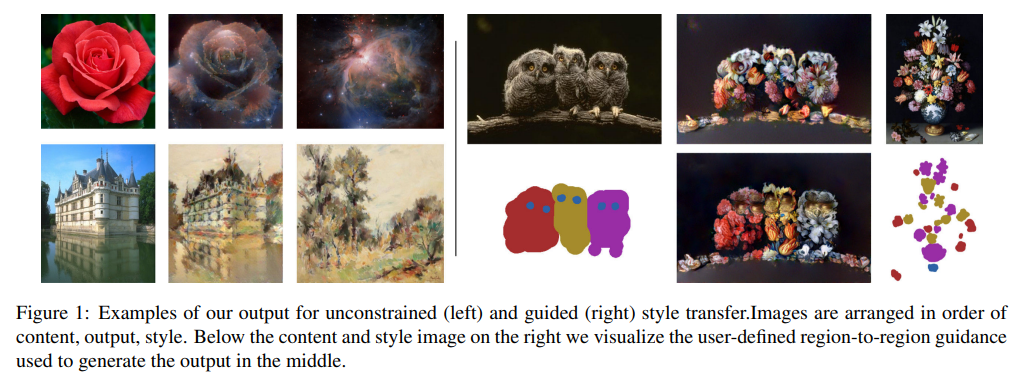 Figure 1: Examples of our output for unconstrained (left) and guided (right) style transfer.Images are arranged in order of
content, output, style. Below the content and style image on the right we visualize the user-defined region-to-region guidance
used to generate the output in the middle.